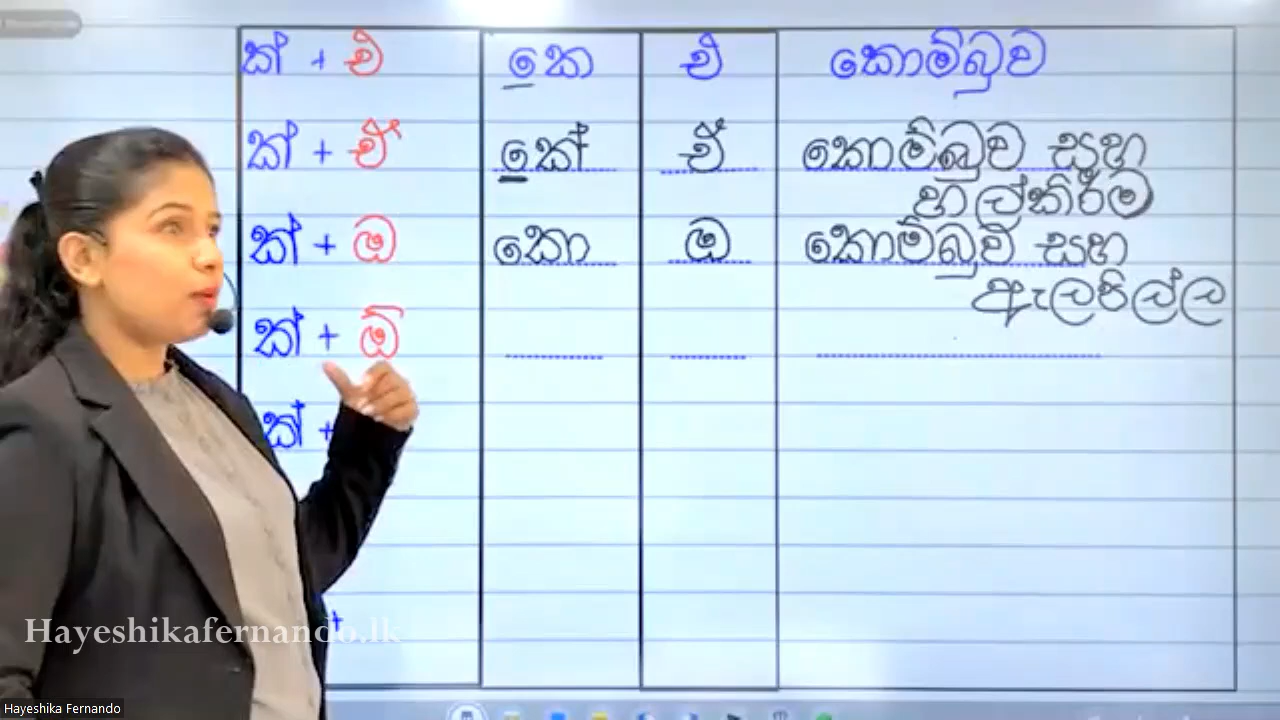 ක් + එ කෙ එ කොම්බුව
ක් + ඒ කේ ඒ කොම්බුව සහ
හල්කිරීම
ක් + ඔ කො ඔ කොම්බුව සහ
ඇලපිල්ල
ක් + ඕ
ක් +
+
Hayeshikafernando.lk
Hayeshika Fernando